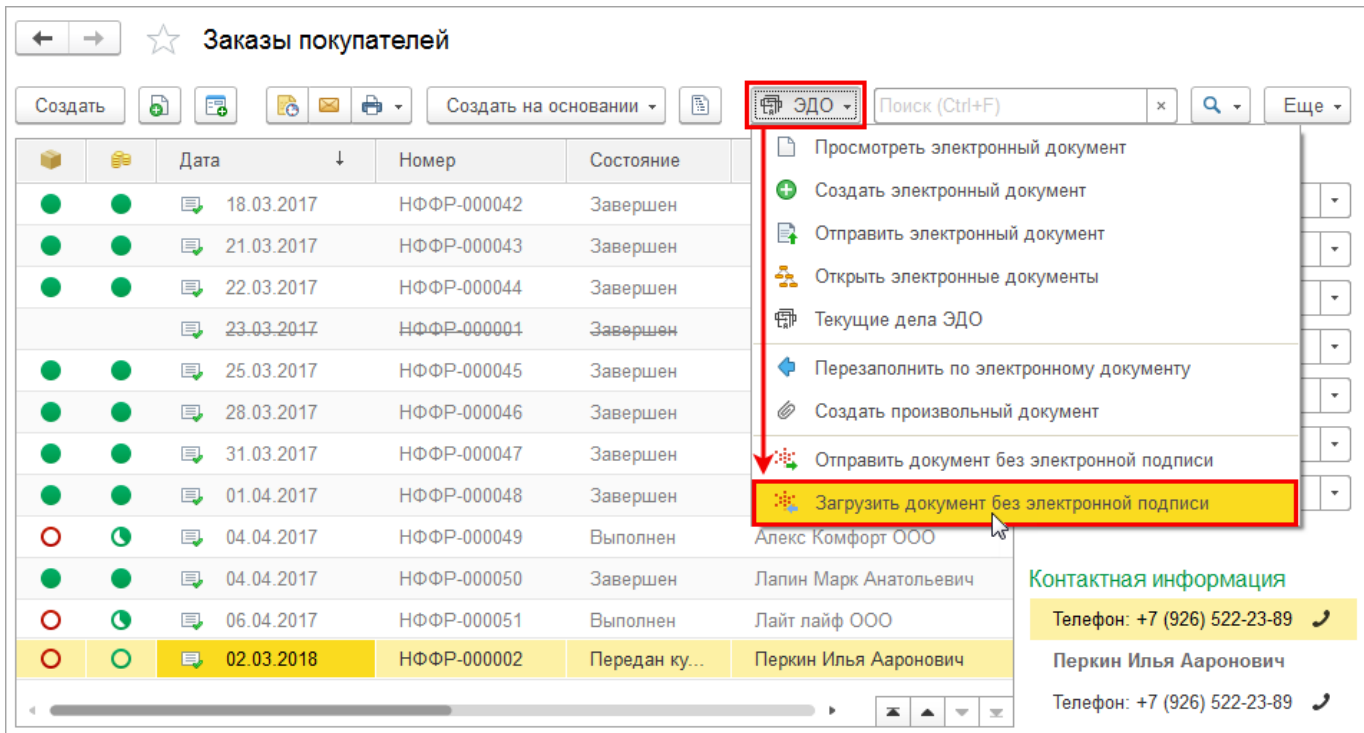 Заказы покупателей
Создать Создать на основании ЭДО Поиск (Ctrl+F) × Еще
Дата ↓ Номер Состояние
18.03.2017 НФФР-000042 Завершен
21.03.2017 НФФР-000043 Завершен
22.03.2017 НФФР-000044 Завершен
23.03.2017 НФФР-000001 Завершен
25.03.2017 НФФР-000045 Завершен
28.03.2017 НФФР-000046 Завершен
31.03.2017 НФФР-000047 Завершен
01.04.2017 НФФР-000048 Завершен
04.04.2017 НФФР-000049 Выполнен Алекс Комфорт ООО
04.04.2017 НФФР-000050 Завершен Лапин Марк Анатольевич
06.04.2017 НФФР-000051 Выполнен Лайт лайф ООО
02.03.2018 НФФР-000002 Передан ку... Перкин Илья Ааронович
Просмотреть электронный документ
Создать электронный документ
Отправить электронный документ
Открыть электронные документы
Текущие дела ЭДО
Перезаполнить по электронному документу
Создать произвольный документ
Отправить документ без электронной подписи
Загрузить документ без электронной подписи
Контактная информация
Телефон: +7 (926) 522-23-89
Перкин Илья Ааронович
Телефон: +7 (926) 522-23-89